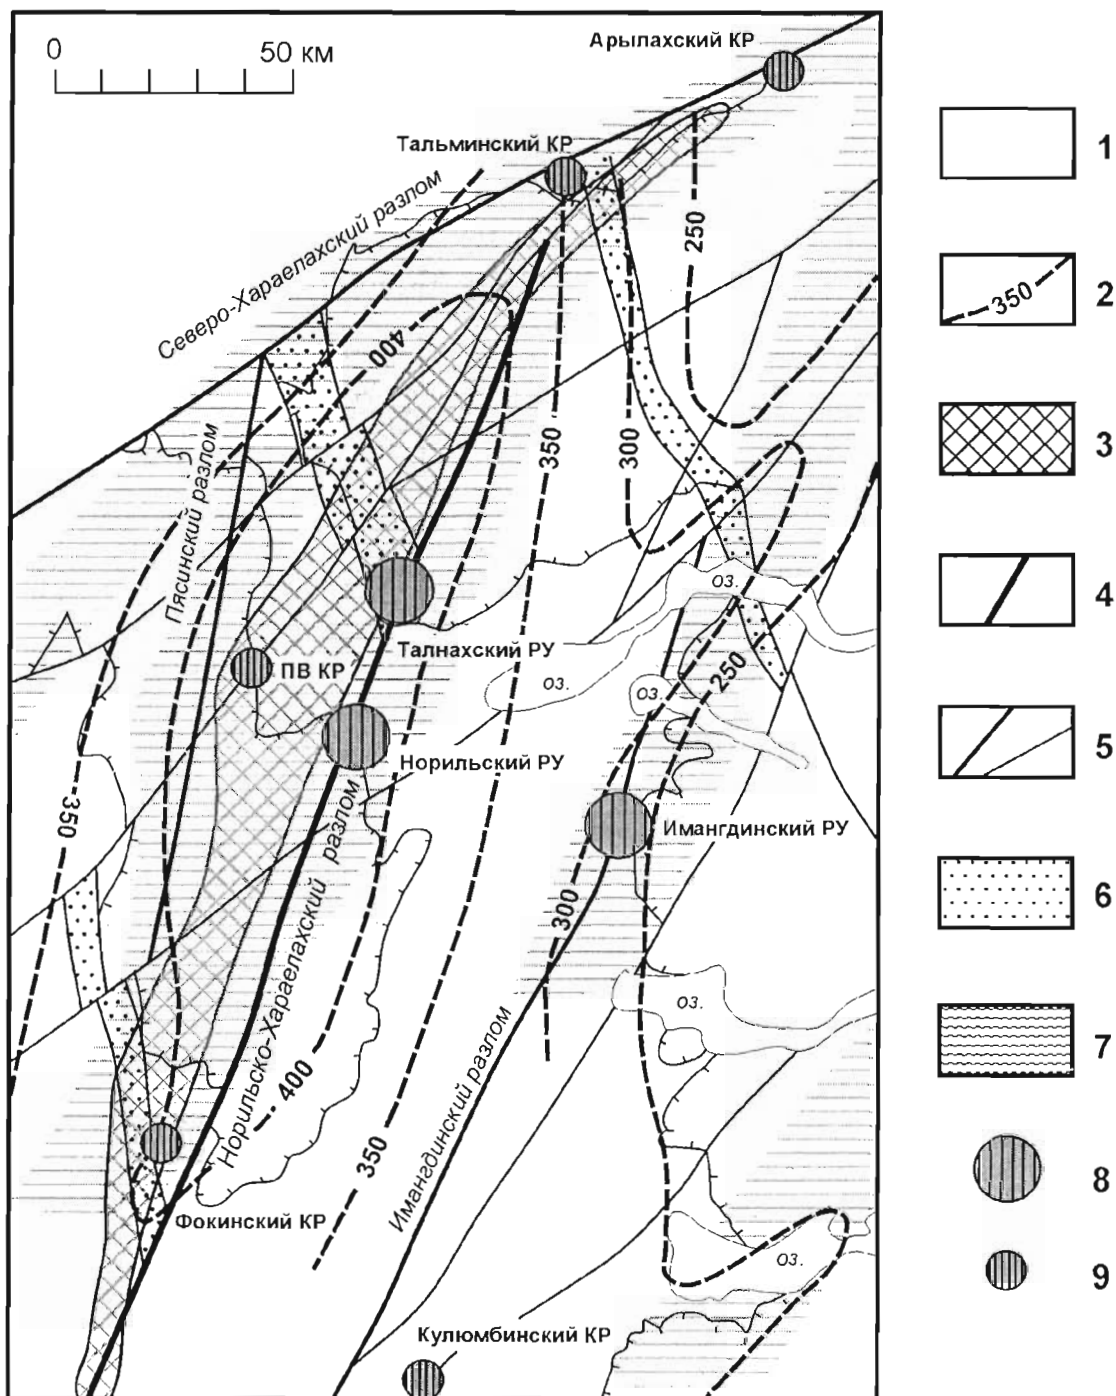 0
50 км
Арылахский КР
Тальминский КР
Северо-Хараелахский разлом
250
400
350
300
Пясинский разлом
оз.
Талнахский РУ
ПВ КР
оз.
оз.
250
Норильский РУ
350
Имангдинский РУ
Норильско-Хараелахский разлом
300
оз.
400
350
Имангдинский разлом
Фокинский КР
оз.
Кулюмбинский КР
1
350
2
3
4
5
6
7
8
9